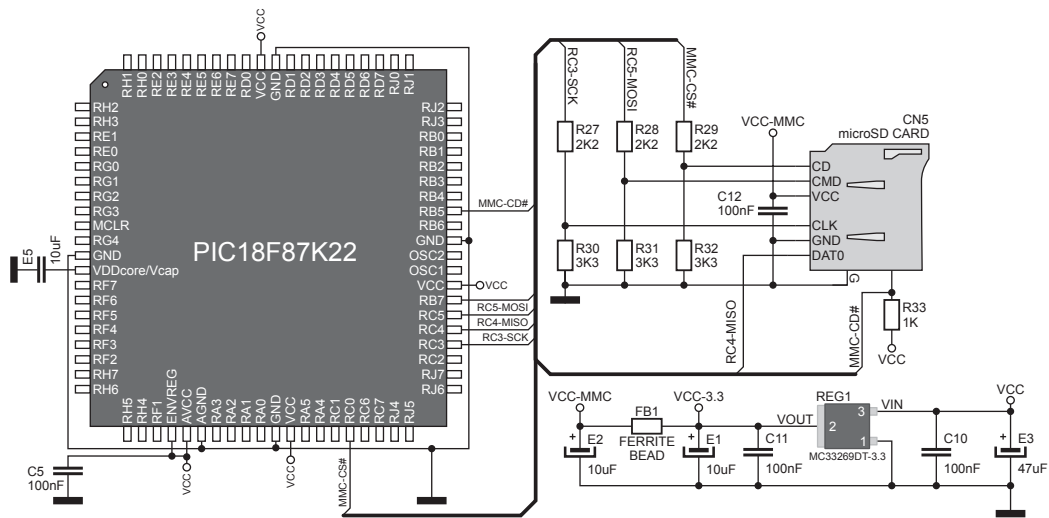 VCC
RH1
RH0
RE2
RE3
RE4
RE5
RE6
RE7
RD0
VCC
GND
RD1
RD2
RD3
RD4
RD5
RD6
RD7
RJ0
RJ1
RH2
RH3
RE1
RE0
RG0
RG1
RG2
RG3
MCLR
RG4
GND
VDDcore/Vcap
RF7
RF6
RF5
RF4
RF3
RF2
RH7
RH6
PIC18F87K22
RJ2
RJ3
RB0
RB1
RB2
RB3
RB4
RB5
RB6
GND
OSC2
OSC1
VCC
RB7
RC5
RC4
RC3
RC2
RJ7
RJ6
RH5
RH4
RF1
ENVREG
AVCC
AGND
RA3
RA2
RA1
RA0
GND
VCC
RA5
RA4
RC1
RC0
RC6
RC7
RJ4
RJ5
E5
10uF
C5
100nF
VCC
VCC
MMC-CS#
MMC-CD#
VCC
RC5-MOSI
RC4-MISO
RC3-SCK
RC3-SCK
RC5-MOSI
MMC-CS#
R27
2K2
R28
2K2
R29
2K2
R30
3K3
R31
3K3
R32
3K3
VCC-MMC
C12
100nF
CN5
microSD CARD
CD
CMD
VCC
CLK
GND
DAT0
G
RC4-MISO
MMC-CD#
R33
1K
VCC
VCC-MMC
VCC-3.3
FB1
FERRITE
BEAD
E2
10uF
E1
10uF
C11
100nF
VOUT
REG1
3
2
1
VIN
MC33269DT-3.3
C10
100nF
VCC
E3
47uF
+
+
+